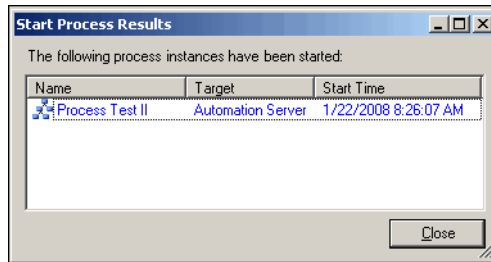 Start Process Results
The following process instances have been started:
Name Target Start Time
Process Test II Automation Server 1/22/2008 8:26:07 AM
Close